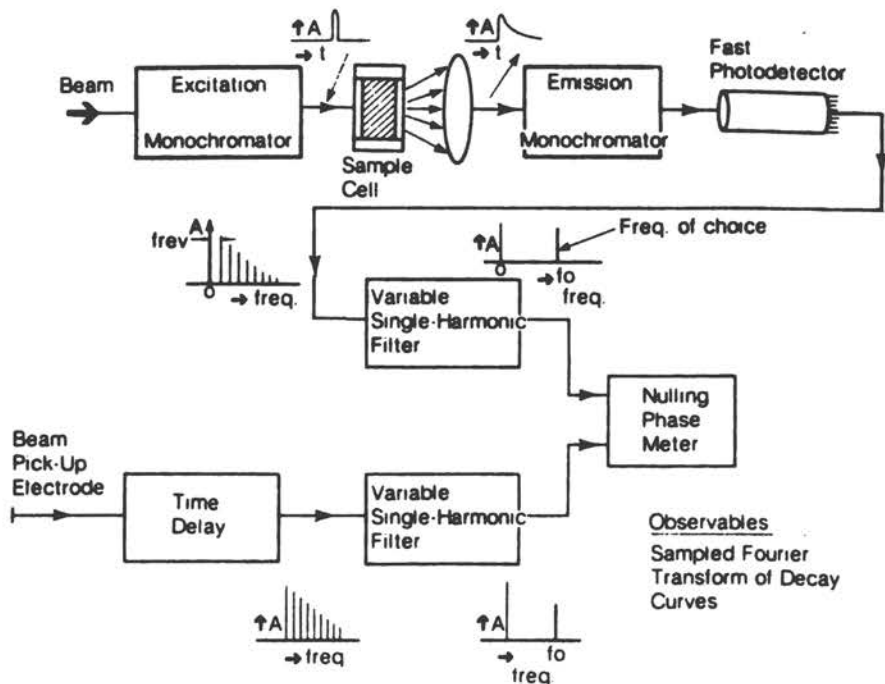 ↑A
→ t
↑A
→ t
Fast
Photodetector
Beam
Excitation
Monochromator
Emission
Monochromator
Sample
Cell
A
frev
0
→ freq.
↑A
0
→ fo
freq.
Freq. of choice
Variable
Single-Harmonic
Filter
Nulling
Phase
Meter
Beam
Pick-Up
Electrode
Time
Delay
Variable
Single-Harmonic
Filter
Observables
Sampled Fourier
Transform of Decay
Curves
↑A
→ freq
↑A
→ fo
freq.